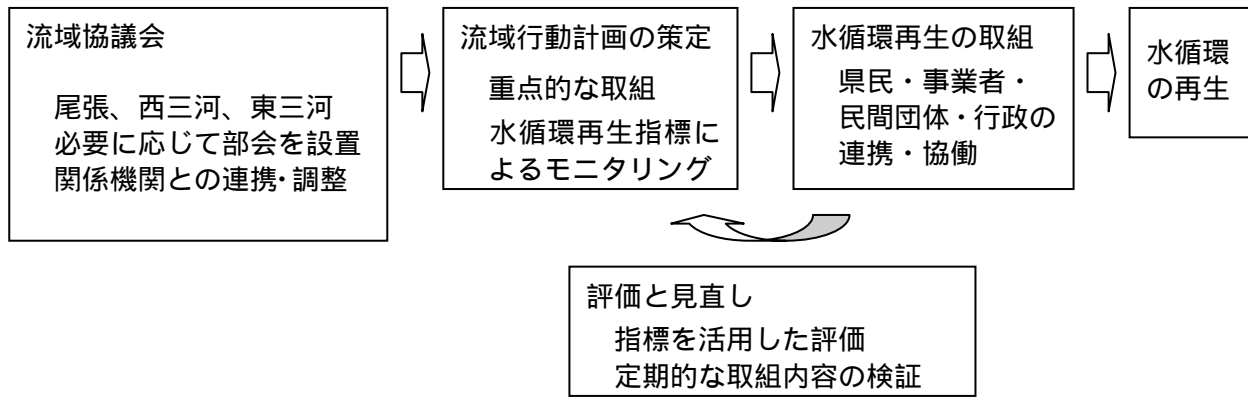 流域協議会
尾張、西三河、東三河
必要に応じて部会を設置
関係機関との連携・調整
流域行動計画の策定
重点的な取組
水循環再生指標に
よるモニタリング
水循環再生の取組
県民・事業者・
民間団体・行政の
連携・協働
水循環
の再生
評価と見直し
指標を活用した評価
定期的な取組内容の検証